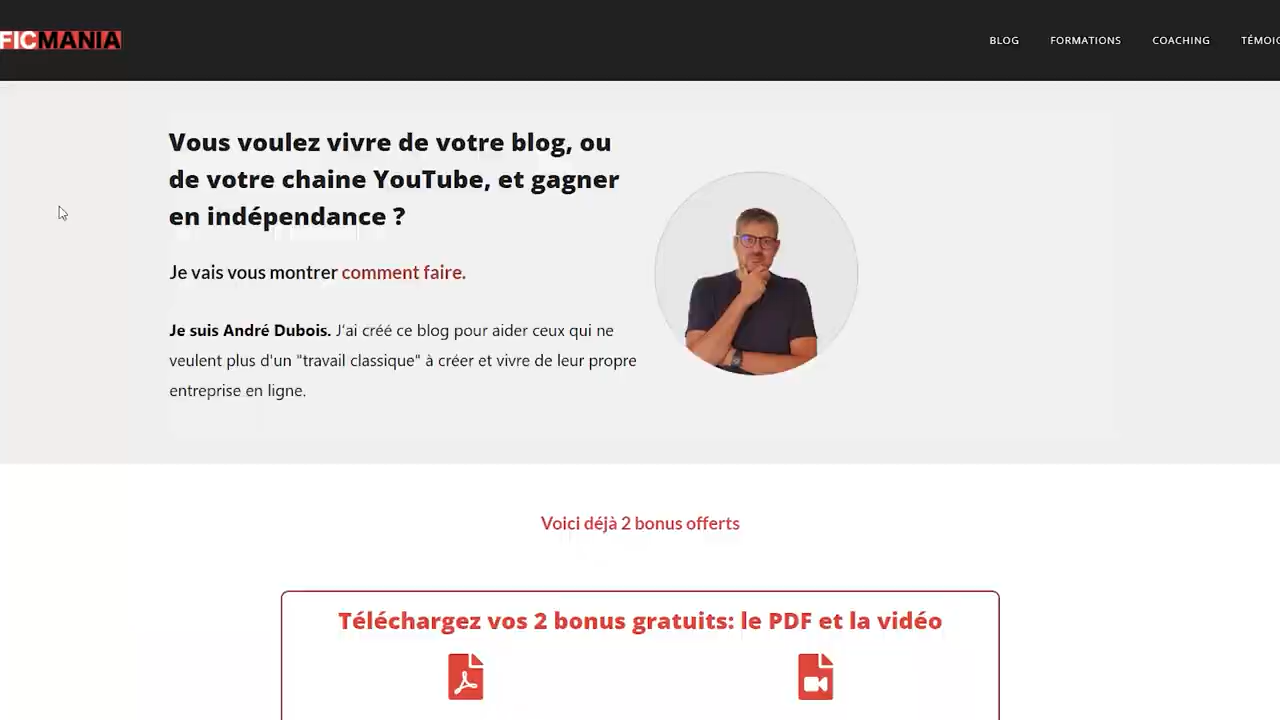 FICMANIA
BLOG FORMATIONS COACHING TÉMOIG
Vous voulez vivre de votre blog, ou
de votre chaine YouTube, et gagner
en indépendance ?
Je vais vous montrer comment faire.
Je suis André Dubois. J'ai créé ce blog pour aider ceux qui ne
veulent plus d'un "travail classique" à créer et vivre de leur propre
entreprise en ligne.
Voici déjà 2 bonus offerts
Téléchargez vos 2 bonus gratuits: le PDF et la vidéo